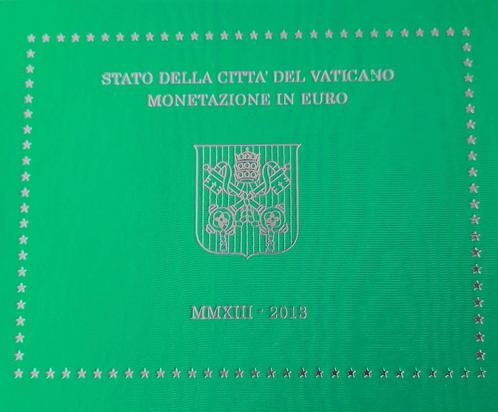 STATO DELLA CITTA' DEL VATICANO
MONETAZIONE IN EURO
MMXIII · 2013